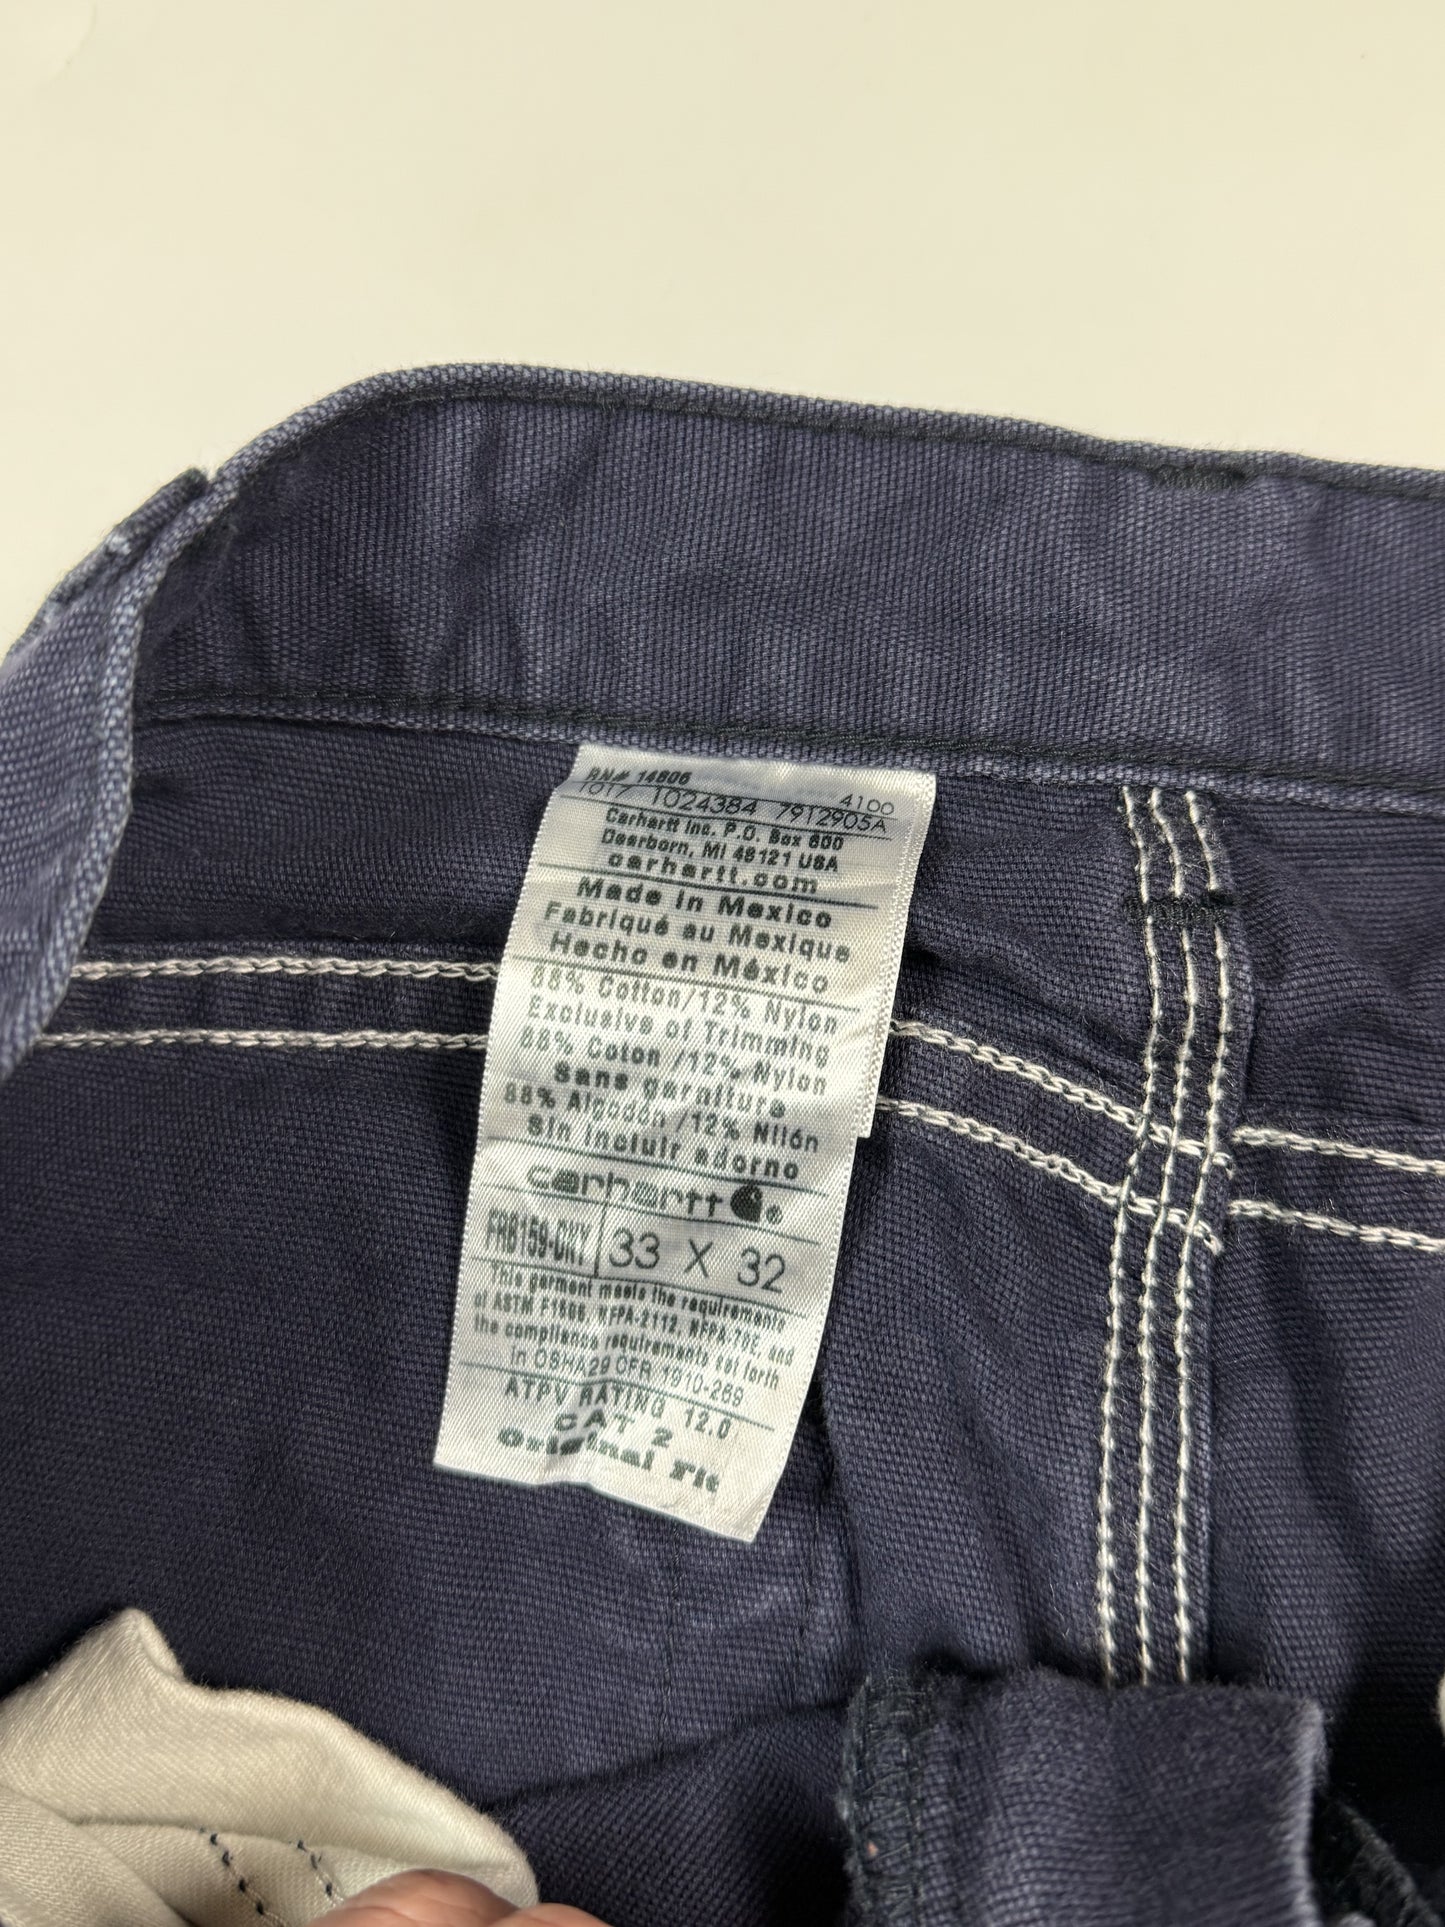 RN# 14806 4100
1017 1024384 7912905A
Carhartt Inc. P.O. Box 600
Dearborn, MI 48121 USA
carhartt.com
Made in Mexico
Fabriqué au Mexique
Hecho en México
88% Cotton/12% Nylon
Exclusive of Trimming
88% Coton /12% Nylon
Sans garniture
88% Algodón /12% Nilón
Sin incluir adorno
carhartt
FR8159-DKY 33 X 32
This garment meets the requirements
of ASTM F1506, NFPA-2112, NFPA-70E, and
the compliance requirements set forth
in OSHA29 CFR 1910-269
ATPV RATING 12.0
CAT 2
Original Fit